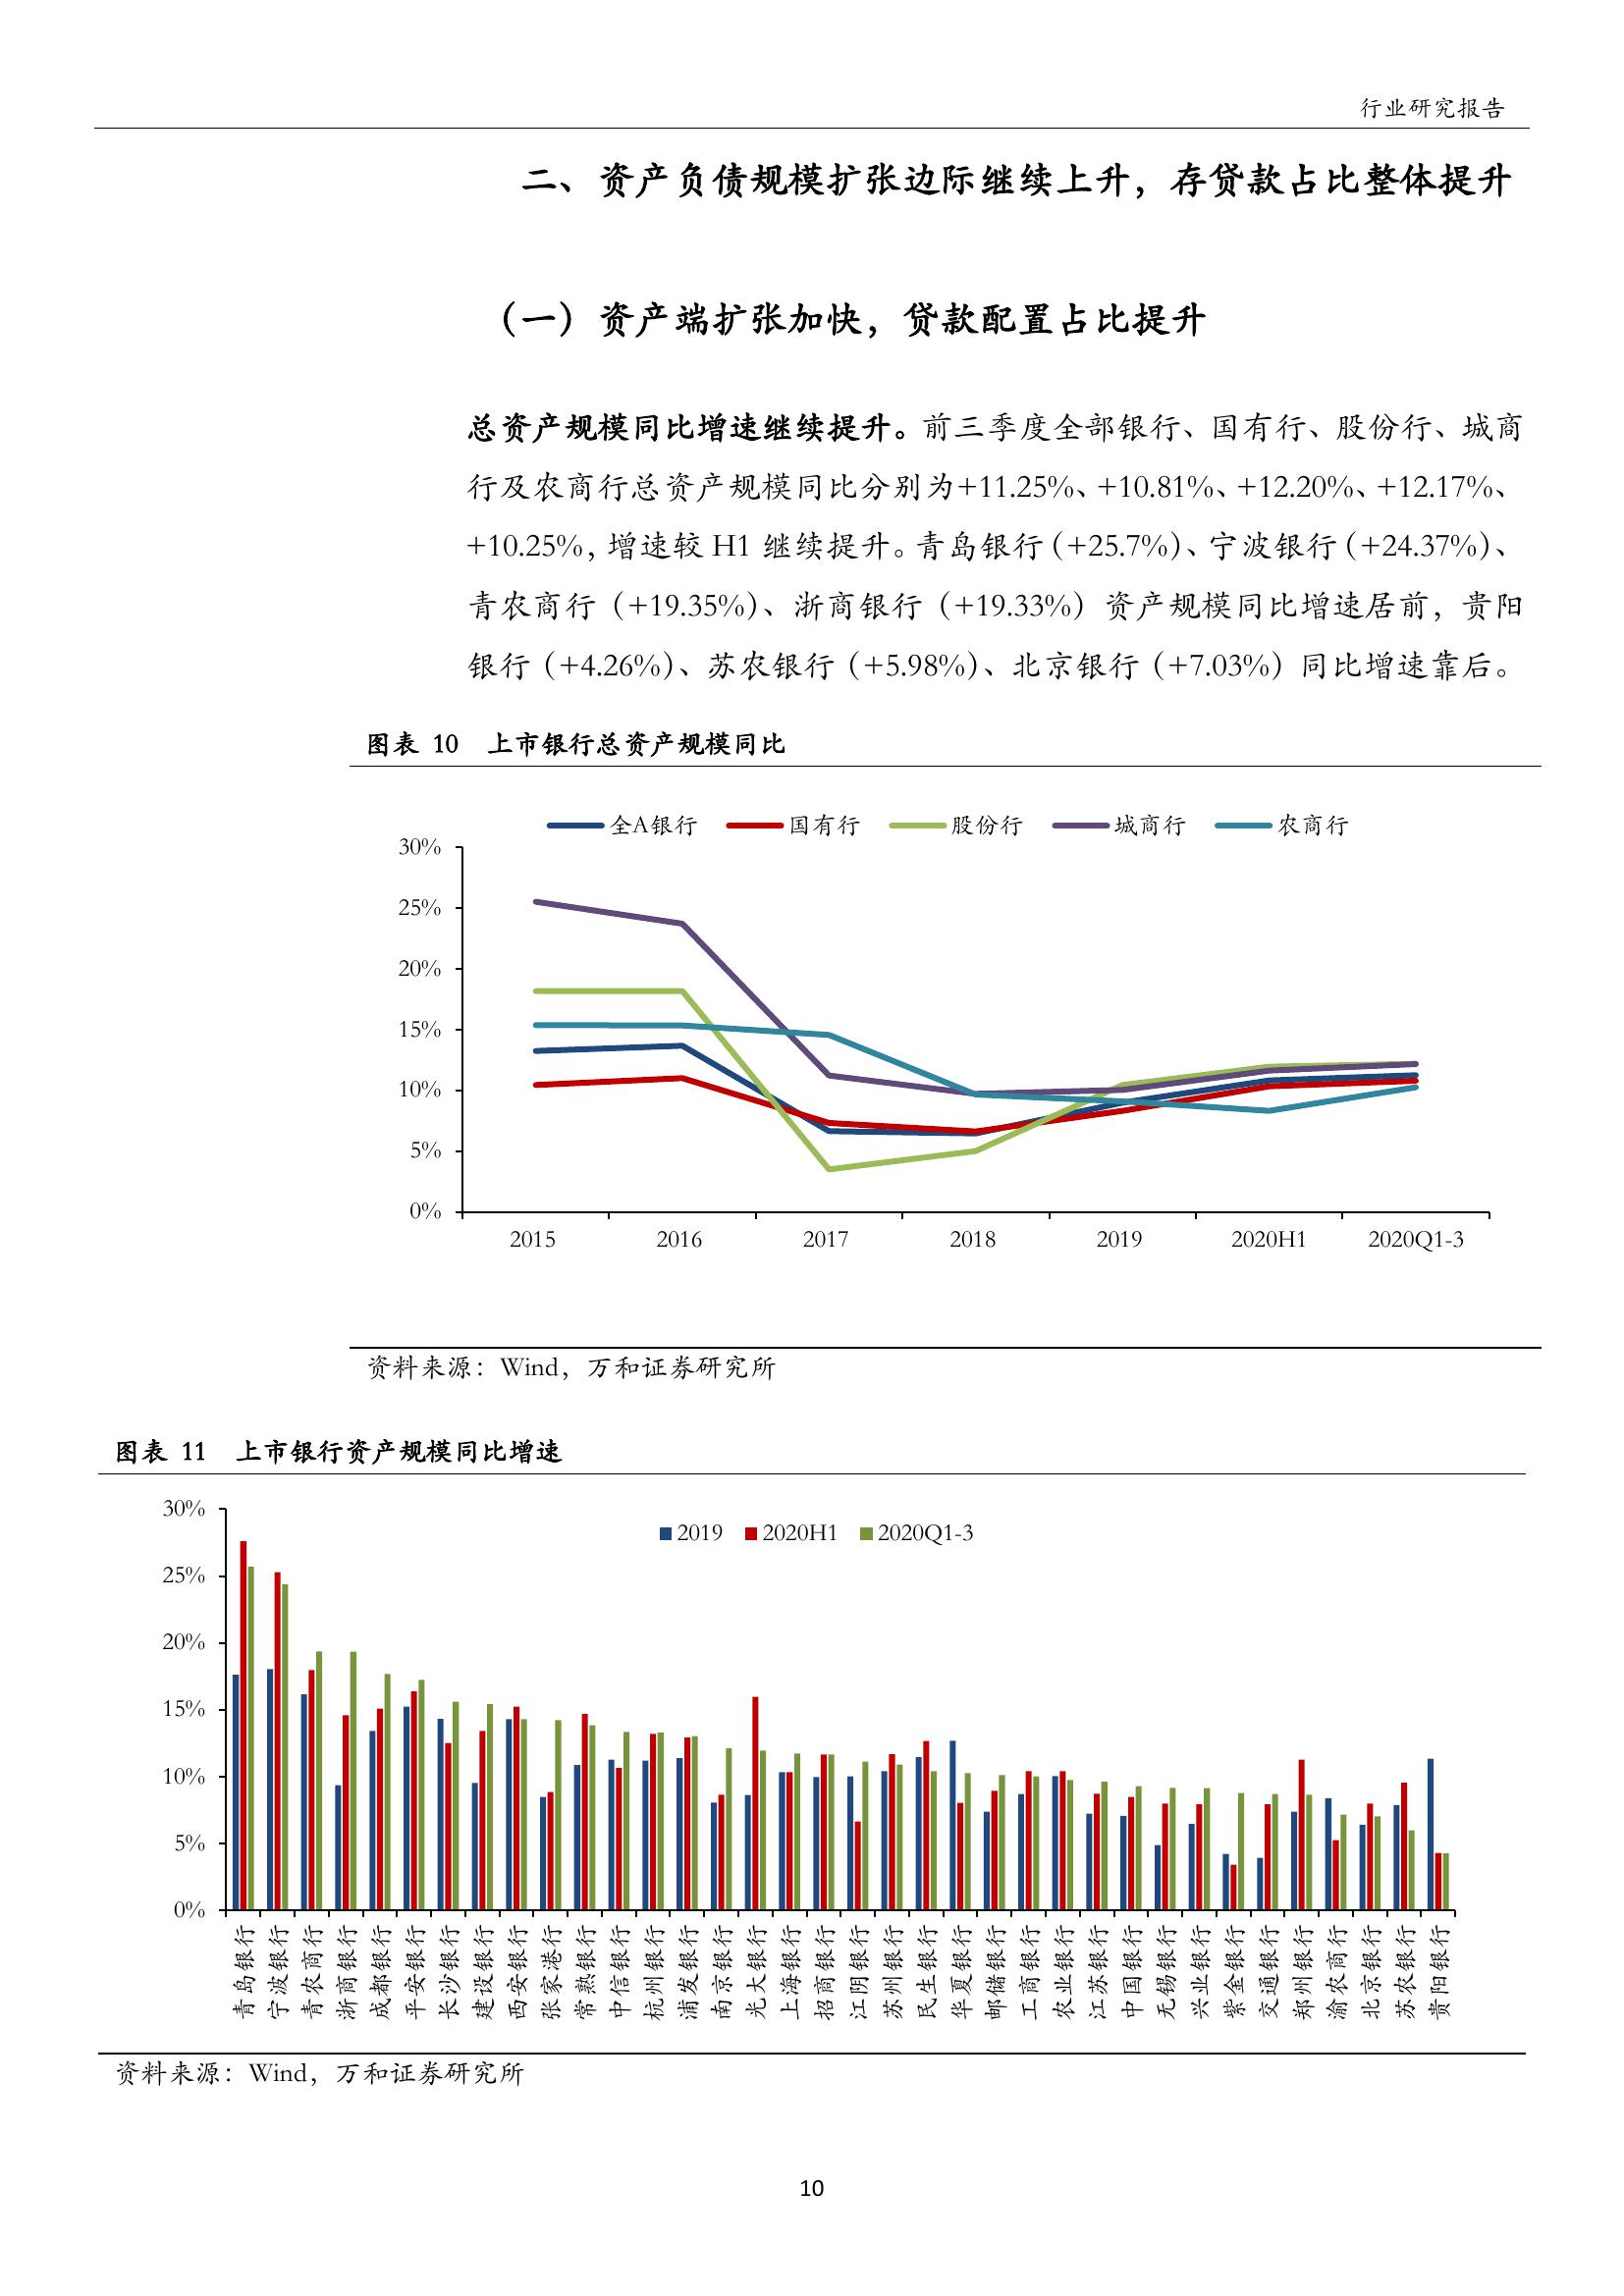 行业研究报告
二、资产负债规模扩张边际继续上升，存贷款占比整体提升
（一）资产端扩张加快，贷款配置占比提升
总资产规模同比增速继续提升。前三季度全部银行、国有行、股份行、城商
行及农商行总资产规模同比分别为+11.25%、+10.81%、+12.20%、+12.17%、
+10.25%，增速较 H1 继续提升。青岛银行（+25.7%）、宁波银行（+24.37%）、
青农商行（+19.35%）、浙商银行（+19.33%）资产规模同比增速居前，贵阳
银行（+4.26%）、苏农银行（+5.98%）、北京银行（+7.03%）同比增速靠后。
图表 10 上市银行总资产规模同比
全A银行 国有行 股份行 城商行 农商行
30%
25%
20%
15%
10%
5%
0%
2015 2016 2017 2018 2019 2020H1 2020Q1-3
资料来源：Wind，万和证券研究所
图表 11 上市银行资产规模同比增速
2019 2020H1 2020Q1-3
30%
25%
20%
15%
10%
5%
0%
青岛银行 宁波银行 青农商行 浙商银行 成都银行 平安银行 长沙银行 建设银行 西安银行 张家港行 常熟银行 中信银行 杭州银行 浦发银行 南京银行 光大银行 上海银行 招商银行 江阴银行 苏州银行 民生银行 华夏银行 邮储银行 工商银行 农业银行 江苏银行 中国银行 无锡银行 兴业银行 紫金银行 交通银行 郑州银行 渝农商行 北京银行 苏农银行 贵阳银行
资料来源：Wind，万和证券研究所
10